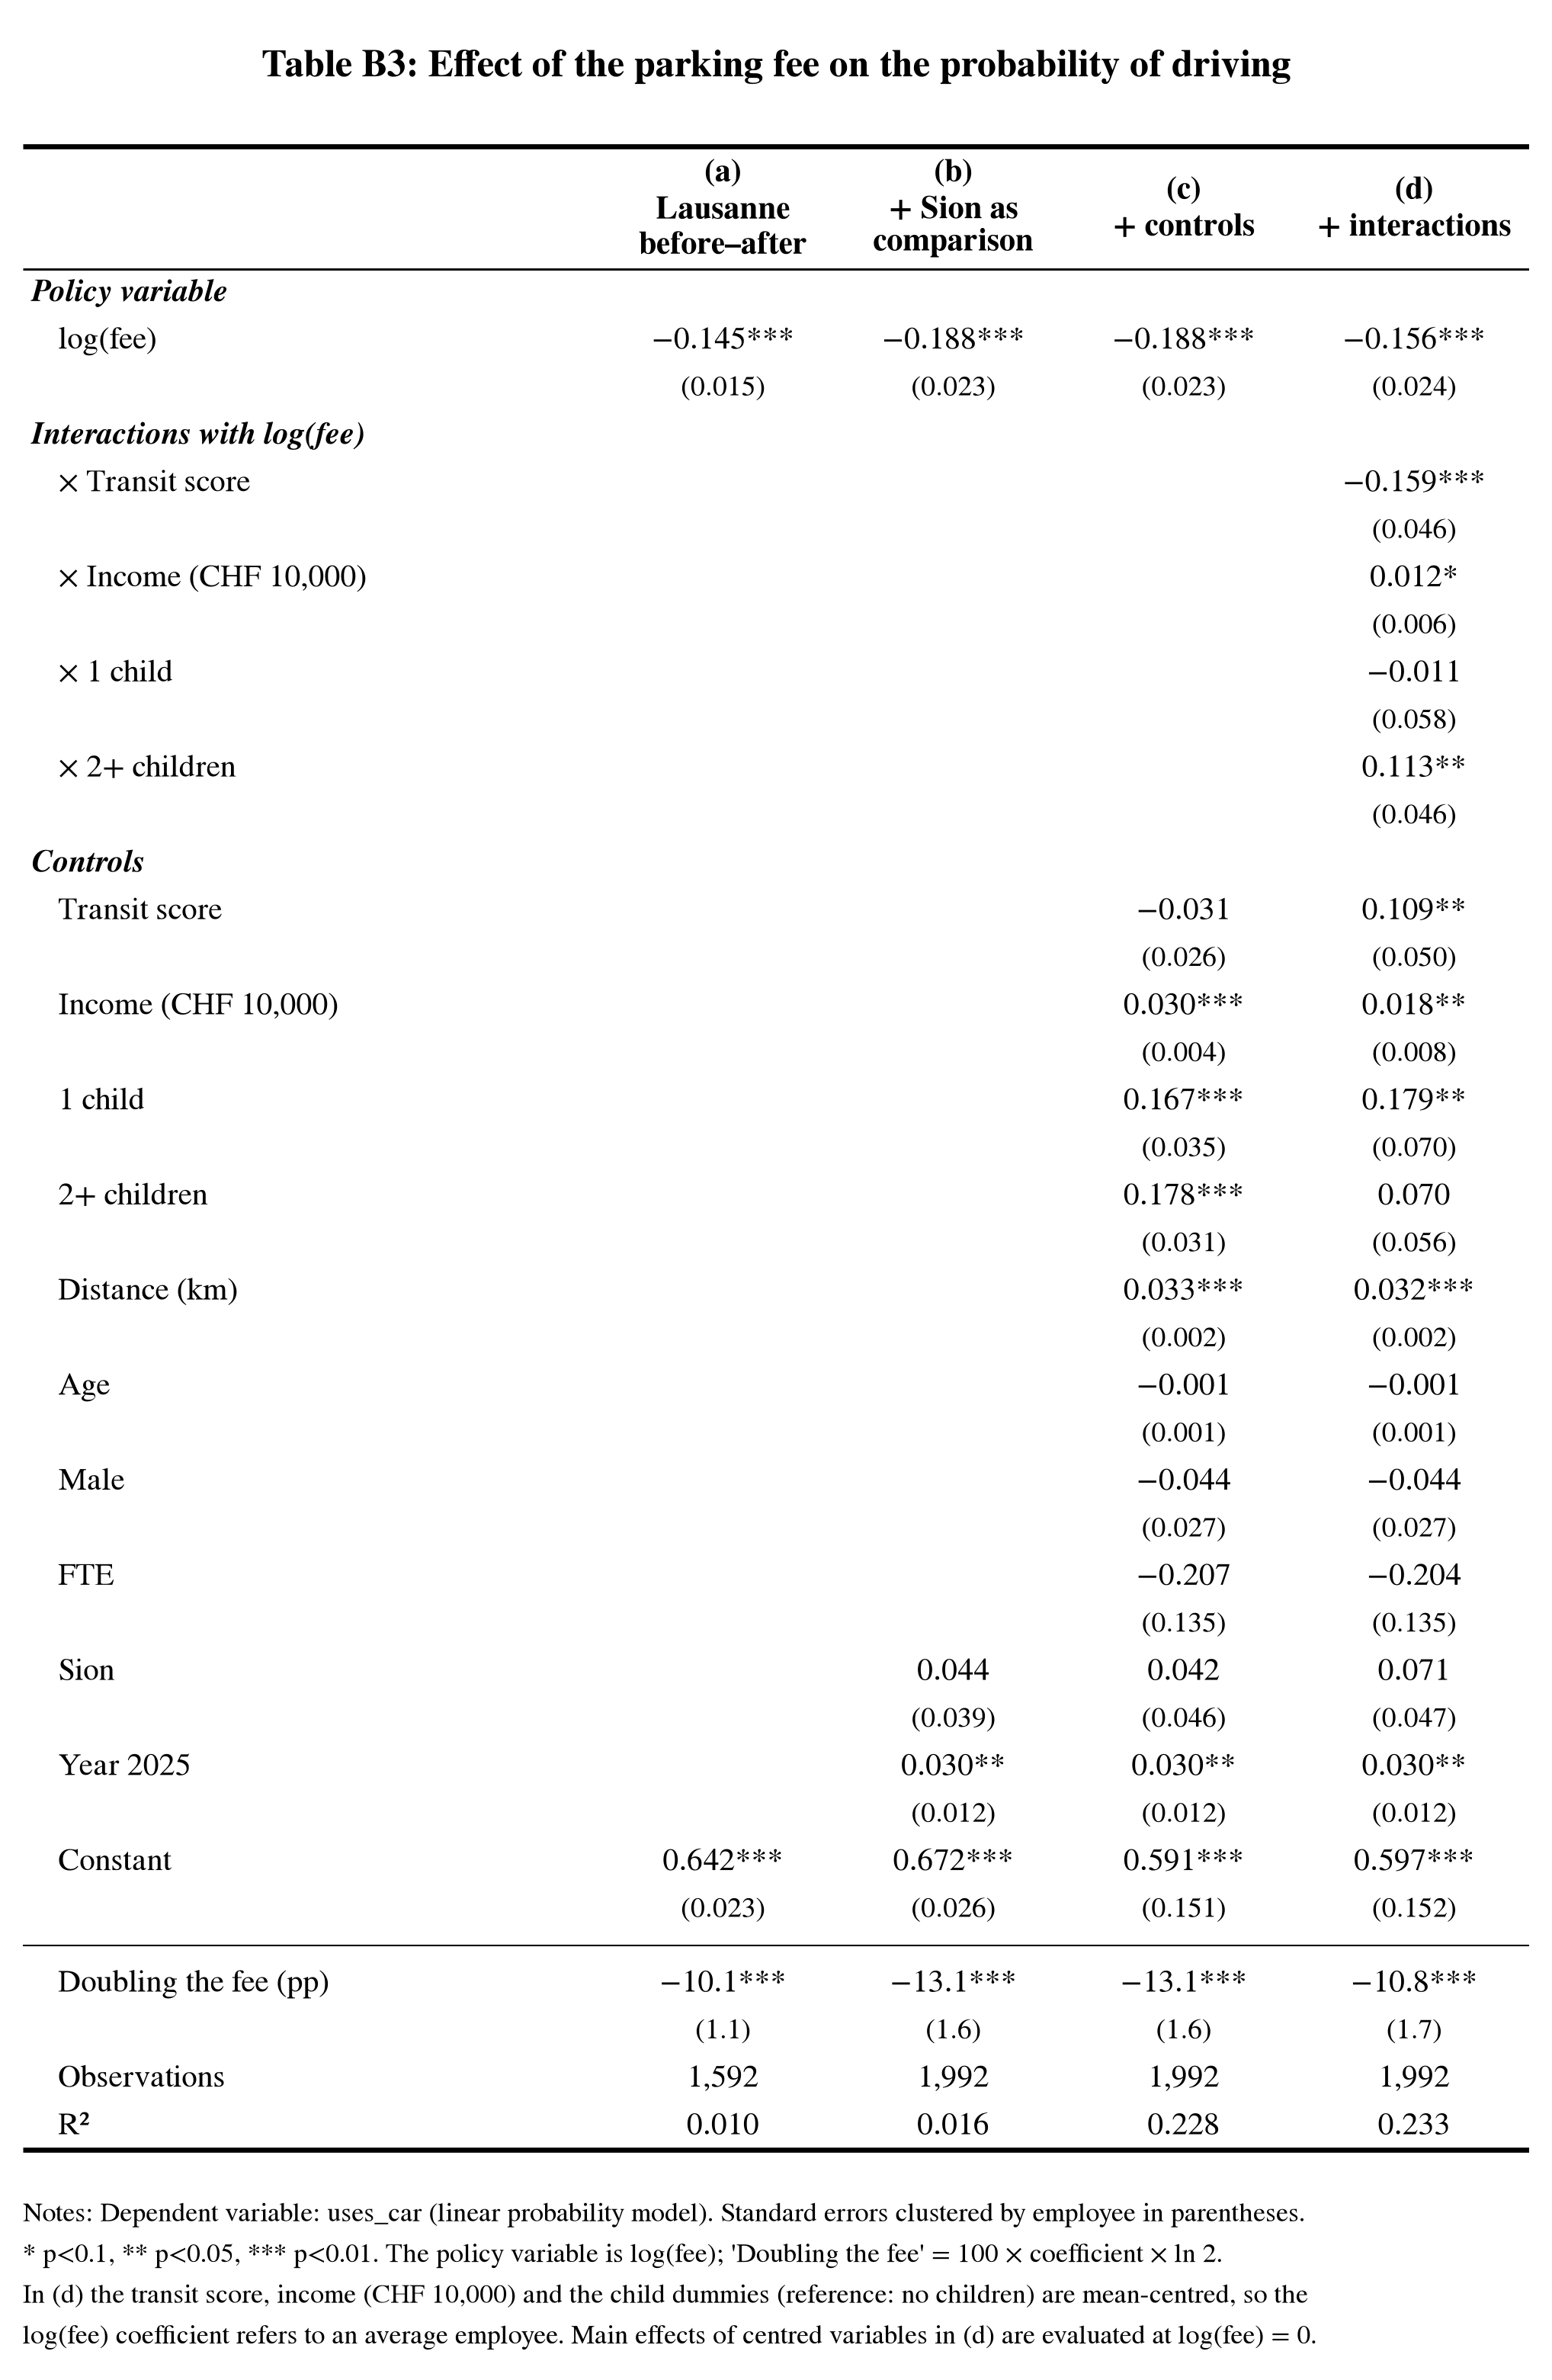 Table B3: Effect of the parking fee on the probability of driving
(a) (b) (c) (d)
Lausanne before–after + Sion as comparison + controls + interactions
Policy variable
log(fee) −0.145*** −0.188*** −0.188*** −0.156***
(0.015) (0.023) (0.023) (0.024)
Interactions with log(fee)
× Transit score −0.159***
(0.046)
× Income (CHF 10,000) 0.012*
(0.006)
× 1 child −0.011
(0.058)
× 2+ children 0.113**
(0.046)
Controls
Transit score −0.031 0.109**
(0.026) (0.050)
Income (CHF 10,000) 0.030*** 0.018**
(0.004) (0.008)
1 child 0.167*** 0.179**
(0.035) (0.070)
2+ children 0.178*** 0.070
(0.031) (0.056)
Distance (km) 0.033*** 0.032***
(0.002) (0.002)
Age −0.001 −0.001
(0.001) (0.001)
Male −0.044 −0.044
(0.027) (0.027)
FTE −0.207 −0.204
(0.135) (0.135)
Sion 0.044 0.042 0.071
(0.039) (0.046) (0.047)
Year 2025 0.030** 0.030** 0.030**
(0.012) (0.012) (0.012)
Constant 0.642*** 0.672*** 0.591*** 0.597***
(0.023) (0.026) (0.151) (0.152)
Doubling the fee (pp) −10.1*** −13.1*** −13.1*** −10.8***
(1.1) (1.6) (1.6) (1.7)
Observations 1,592 1,992 1,992 1,992
R² 0.010 0.016 0.228 0.233
Notes: Dependent variable: uses_car (linear probability model). Standard errors clustered by employee in parentheses.
* p<0.1, ** p<0.05, *** p<0.01. The policy variable is log(fee); 'Doubling the fee' = 100 × coefficient × ln 2.
In (d) the transit score, income (CHF 10,000) and the child dummies (reference: no children) are mean-centred, so the
log(fee) coefficient refers to an average employee. Main effects of centred variables in (d) are evaluated at log(fee) = 0.